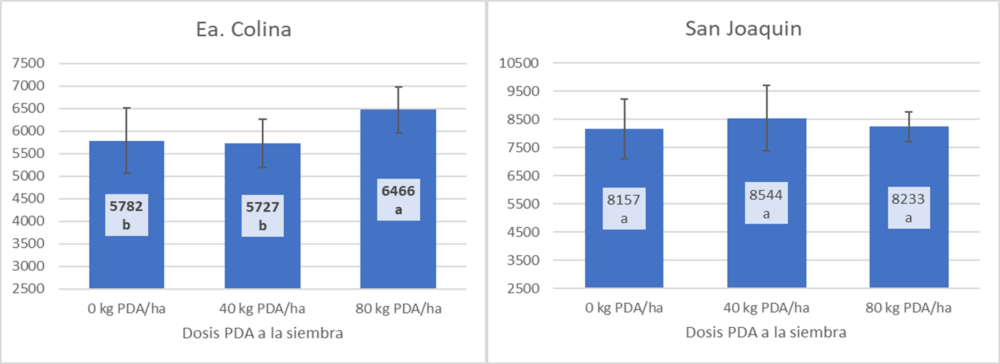 Ea. Colina
7500
7000
6500
6000
5500
5000
4500
4000
3500
3000
2500
5782
b
5727
b
6466
a
0 kg PDA/ha
40 kg PDA/ha
80 kg PDA/ha
Dosis PDA a la siembra
San Joaquin
10500
9500
8500
7500
6500
5500
4500
3500
2500
8157
a
8544
a
8233
a
0 kg PDA/ha
40 kg PDA/ha
80 kg PDA/ha
Dosis PDA a la siembra